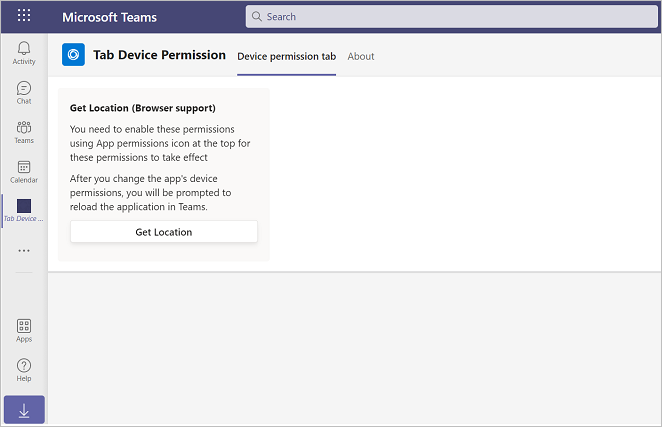 Microsoft Teams
Search
Activity
Chat
Teams
Calendar
Tab Device ...
Apps
Help
Tab Device Permission
Device permission tab
About
Get Location (Browser support)
You need to enable these permissions
using App permissions icon at the top for
these permissions to take effect
After you change the app's device
permissions, you will be prompted to
reload the application in Teams.
Get Location